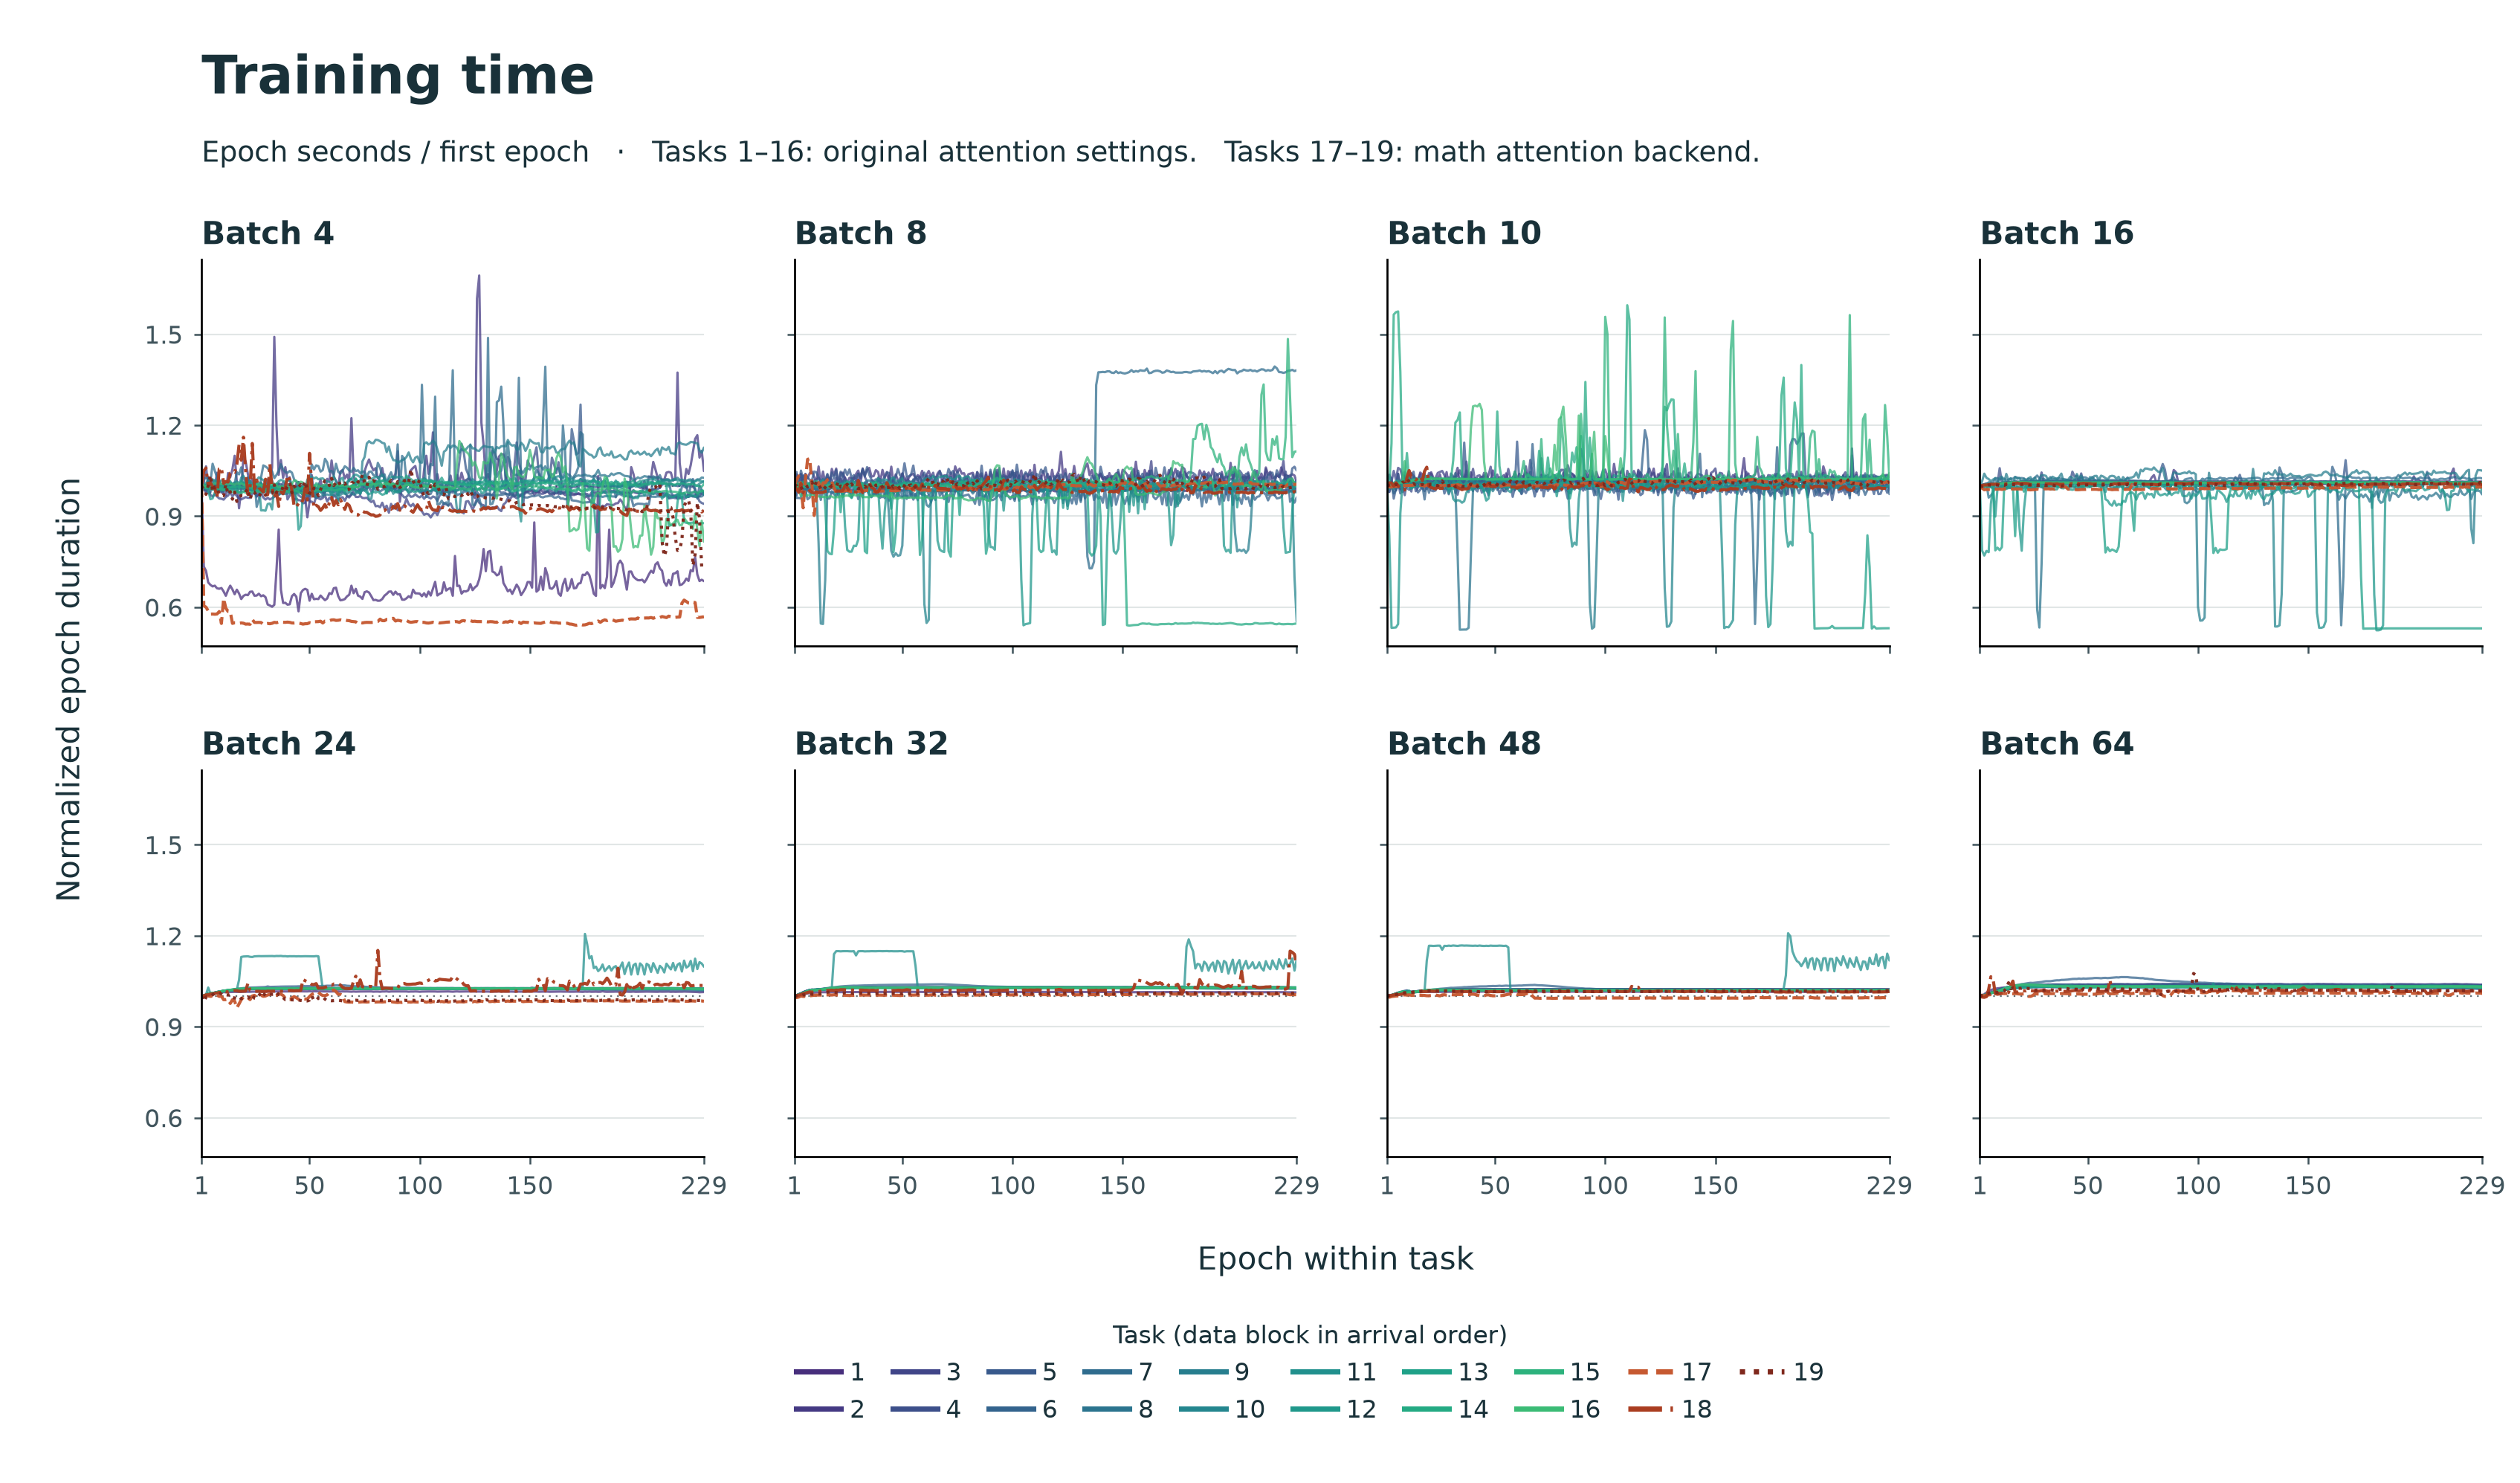 Training time
Epoch seconds / first epoch · Tasks 1–16: original attention settings. Tasks 17–19: math attention backend.
Batch 4
Batch 8
Batch 10
Batch 16
1.5
1.2
0.9
0.6
Normalized epoch duration
Batch 24
Batch 32
Batch 48
Batch 64
1.5
1.2
0.9
0.6
1 50 100 150 229
1 50 100 150 229
1 50 100 150 229
1 50 100 150 229
Epoch within task
Task (data block in arrival order)
1 3 5 7 9 11 13 15 17 19
2 4 6 8 10 12 14 16 18